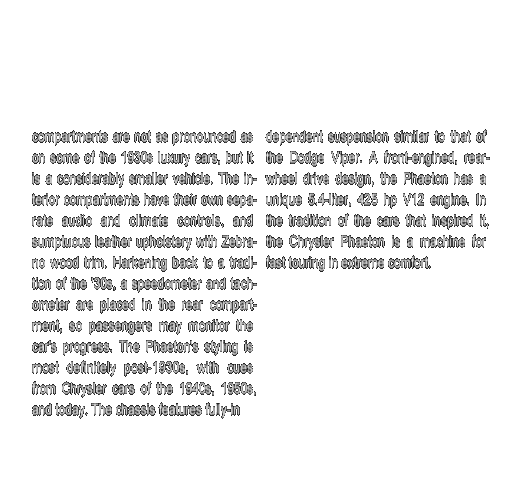 compartments are not as pronounced as
on some of the 1930s luxury cars, but it
is a considerably smaller vehicle. The in-
terior compartments have their own sepa-
rate audio and climate controls, and
sumptuous leather upholstery with Zebra-
no wood trim. Harkening back to a tradi-
tion of the '30s, a speedometer and tach-
ometer are placed in the rear compart-
ment, so passengers may monitor the
car's progress. The Phaeton's styling is
most definitely post-1930s, with cues
from Chrysler cars of the 1940s, 1950s,
and today. The chassis features fully-in
dependent suspension similar to that of
the Dodge Viper. A front-engined, rear-
wheel drive design, the Phaeton has a
unique 5.4-liter, 425 hp V12 engine. In
the tradition of the cars that inspired it,
the Chrysler Phaeton is a machine for
fast touring in extreme comfort.